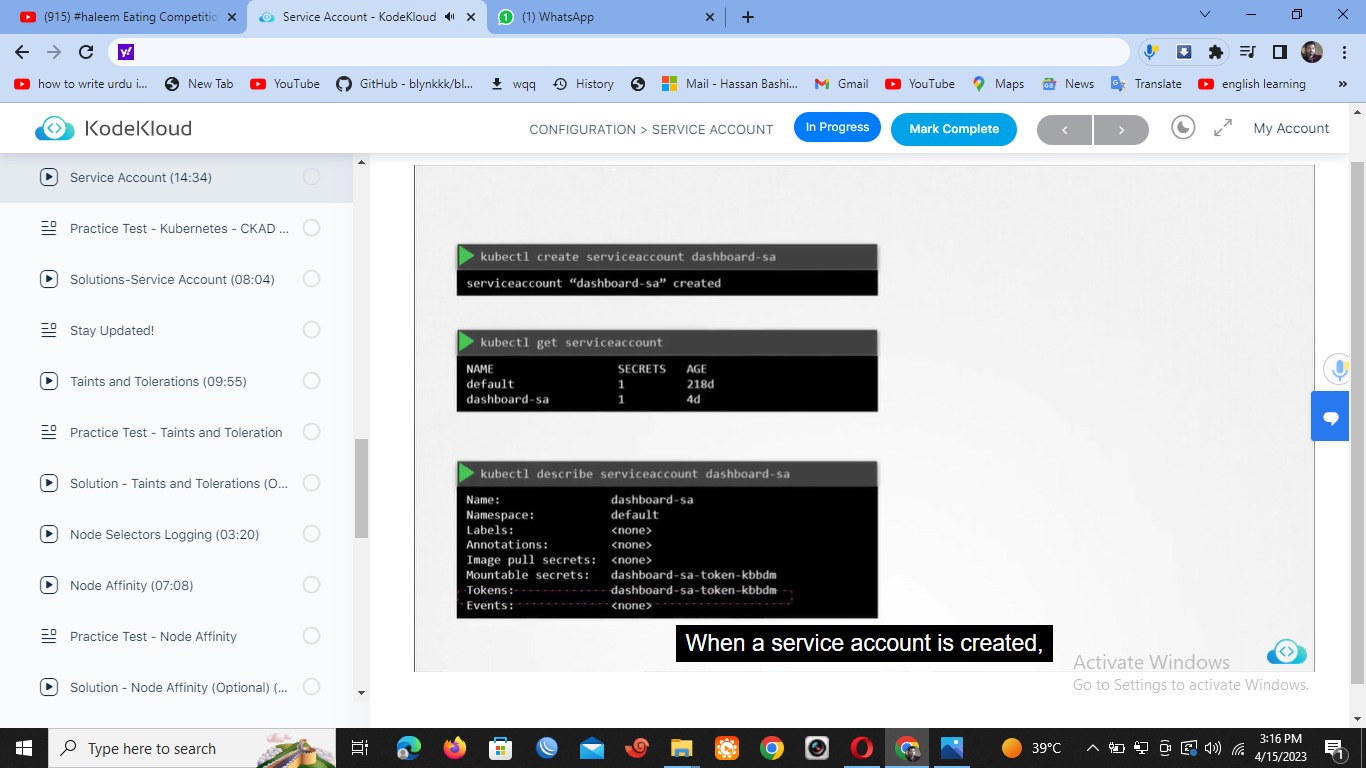 (915) #haleem Eating Competitio
Service Account - KodeKloud
(1) WhatsApp
how to write urdu i...
New Tab
YouTube
GitHub - blynkkk/bl...
wqq
History
Mail - Hassan Bashi...
Gmail
YouTube
Maps
News
Translate
english learning
KodeKloud
CONFIGURATION > SERVICE ACCOUNT
In Progress
Mark Complete
My Account
Service Account (14:34)
Practice Test - Kubernetes - CKAD ...
Solutions-Service Account (08:04)
Stay Updated!
Taints and Tolerations (09:55)
Practice Test - Taints and Toleration
Solution - Taints and Tolerations (O...
Node Selectors Logging (03:20)
Node Affinity (07:08)
Practice Test - Node Affinity
Solution - Node Affinity (Optional) (...
kubectl create serviceaccount dashboard-sa
serviceaccount “dashboard-sa” created
kubectl get serviceaccount
NAME SECRETS AGE
default 1 218d
dashboard-sa 1 4d
kubectl describe serviceaccount dashboard-sa
Name: dashboard-sa
Namespace: default
Labels: <none>
Annotations: <none>
Image pull secrets: <none>
Mountable secrets: dashboard-sa-token-kbbdm
Tokens: dashboard-sa-token-kbbdm
Events: <none>
When a service account is created,
Activate Windows
Go to Settings to activate Windows.
Type here to search
39°C
3:16 PM
4/15/2023
1